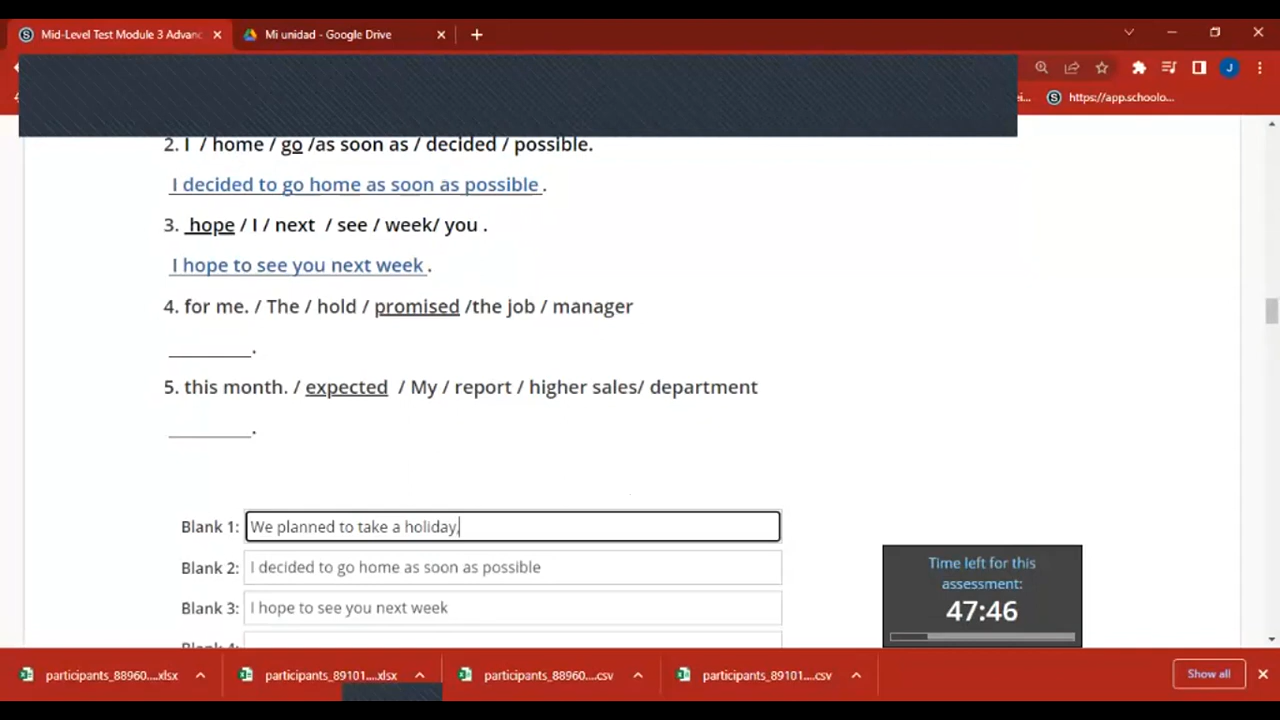 Mid-Level Test Module 3 Advanc
Mi unidad - Google Drive
J
ei...
https://app.schoolo...
2. I / home / go /as soon as / decided / possible.
I decided to go home as soon as possible .
3. hope / I / next / see / week/ you .
I hope to see you next week .
4. for me. / The / hold / promised /the job / manager
________.
5. this month. / expected / My / report / higher sales/ department
________.
Blank 1: We planned to take a holiday,
Blank 2: I decided to go home as soon as possible
Blank 3: I hope to see you next week
Blank 4:
Time left for this
assessment:
47:46
participants_88960....xlsx
participants_89101....xlsx
participants_88960....csv
participants_89101....csv
Show all